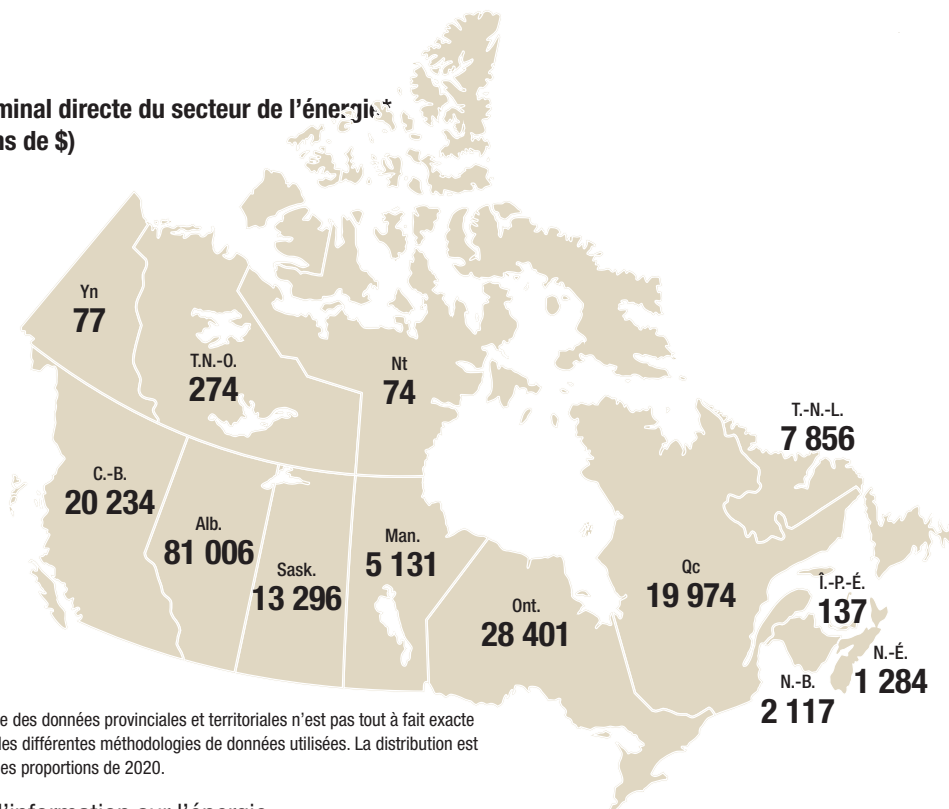 minal directe du secteur de l'énergie*
ns de $)
Yn
77
T.N.-O.
274
Nt
74
T.-N.-L.
7 856
C.-B.
20 234
Alb.
81 006
Sask.
13 296
Man.
5 131
Ont.
28 401
Qc
19 974
Î.-P.-É.
137
N.-É.
1 284
N.-B.
2 117
e des données provinciales et territoriales n'est pas tout à fait exacte
les différentes méthodologies de données utilisées. La distribution est
es proportions de 2020.
l'information sur l'énergie